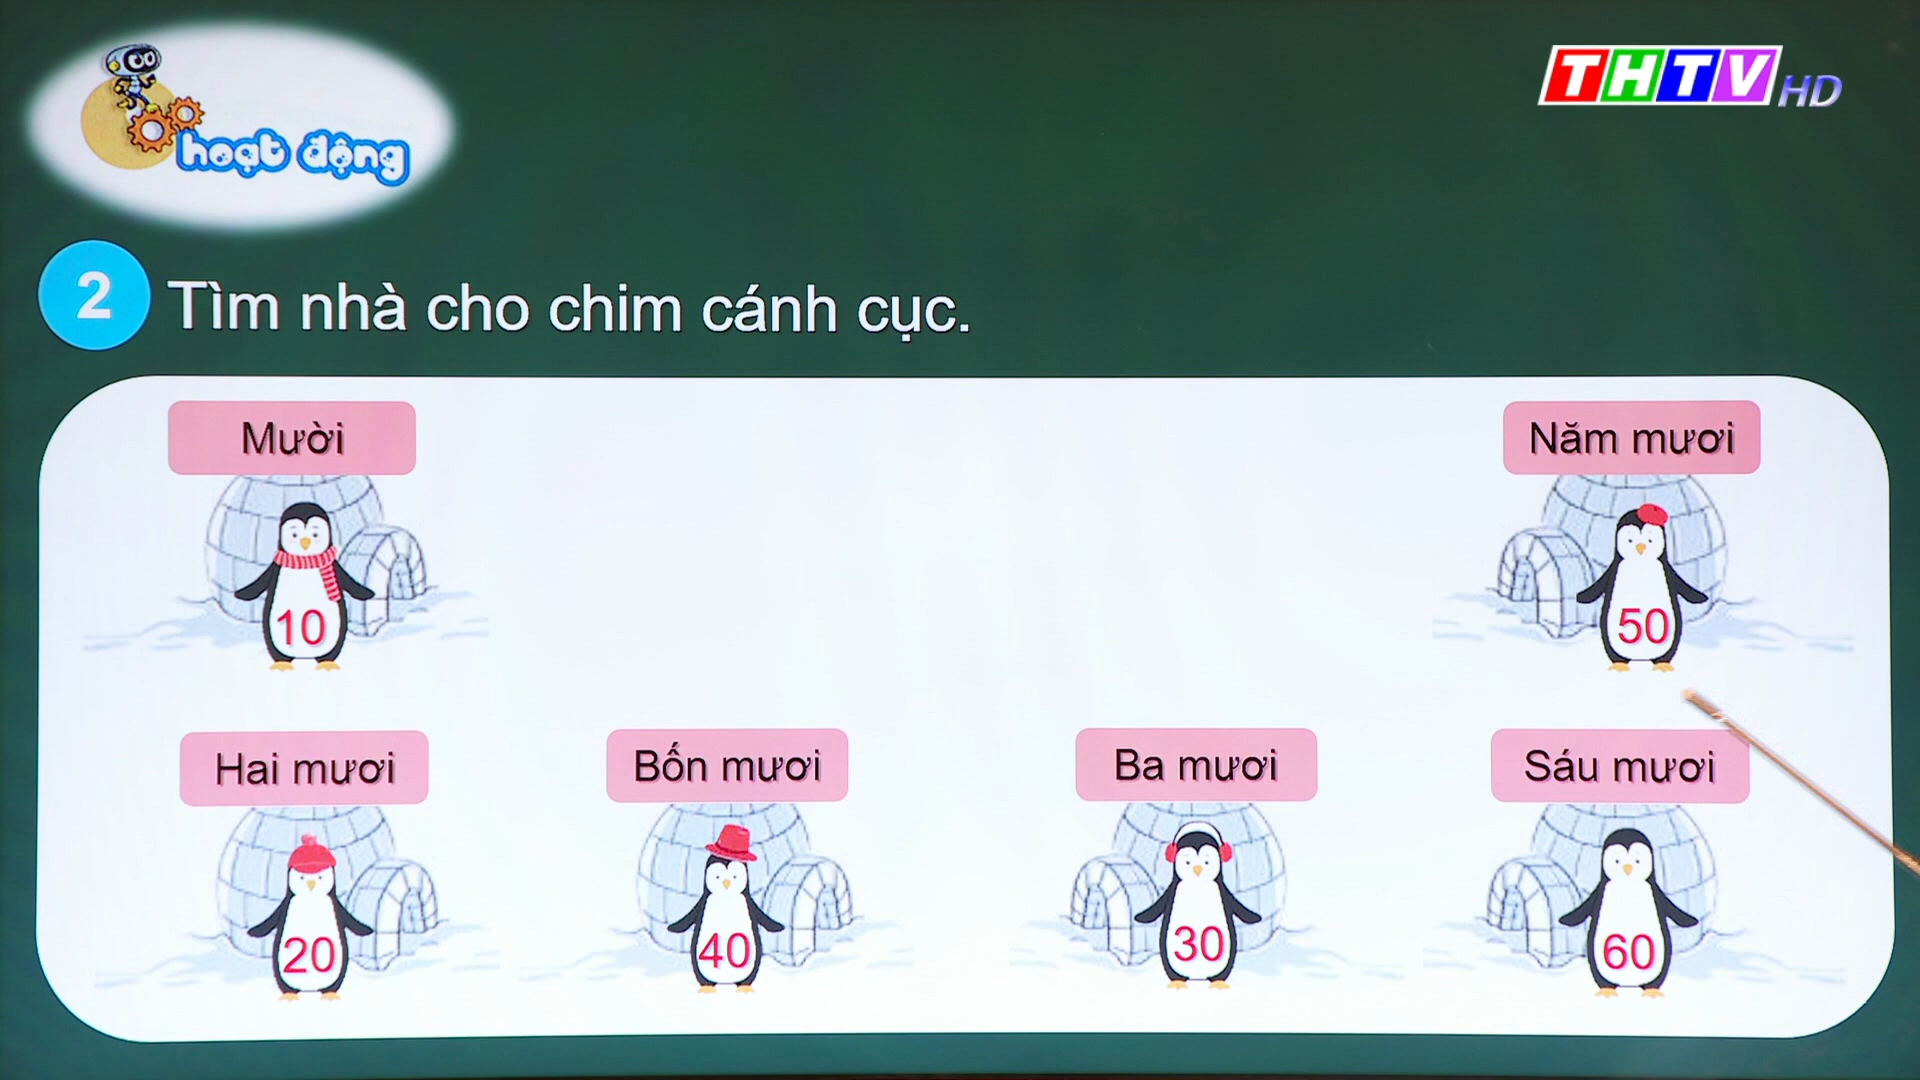 hoạt động
THTV HD
2 Tìm nhà cho chim cánh cục.
Mười
Năm mươi
10
50
Hai mươi
Bốn mươi
Ba mươi
Sáu mươi
20
40
30
60